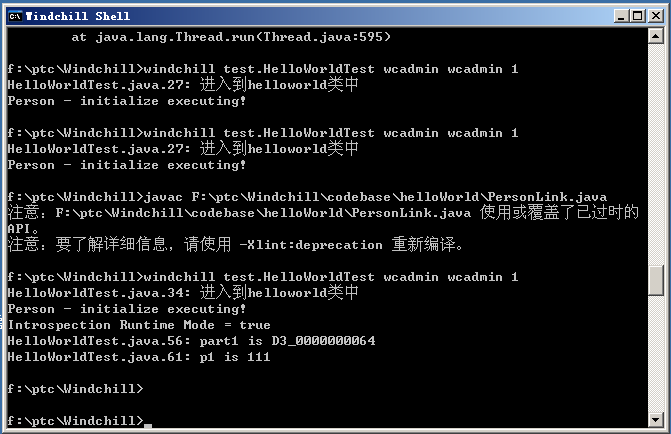 Windchill Shell
at java.lang.Thread.run(Thread.java:595)
f:\ptc\Windchill>windchill test.HelloWorldTest wcadmin wcadmin 1
HelloWorldTest.java.27: 进入到helloworld类中
Person - initialize executing!
f:\ptc\Windchill>windchill test.HelloWorldTest wcadmin wcadmin 1
HelloWorldTest.java.27: 进入到helloworld类中
Person - initialize executing!
f:\ptc\Windchill>javac F:\ptc\Windchill\codebase\helloWorld\PersonLink.java
注意：F:\ptc\Windchill\codebase\helloWorld\PersonLink.java 使用或覆盖了已过时的
API。
注意：要了解详细信息，请使用 -Xlint:deprecation 重新编译。
f:\ptc\Windchill>windchill test.HelloWorldTest wcadmin wcadmin 1
HelloWorldTest.java.34: 进入到helloworld类中
Person - initialize executing!
Introspection Runtime Mode = true
HelloWorldTest.java.56: part1 is D3_0000000064
HelloWorldTest.java.61: p1 is 111
f:\ptc\Windchill>
f:\ptc\Windchill>_